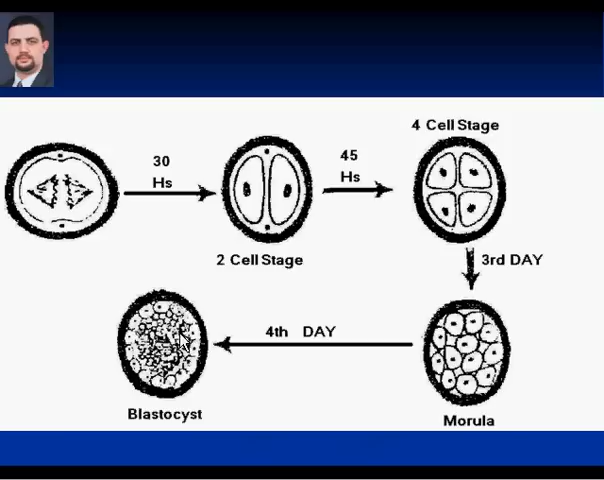 4 Cell Stage
30
Hs
45
Hs
2 Cell Stage
3rd DAY
4th DAY
Blastocyst
Morula